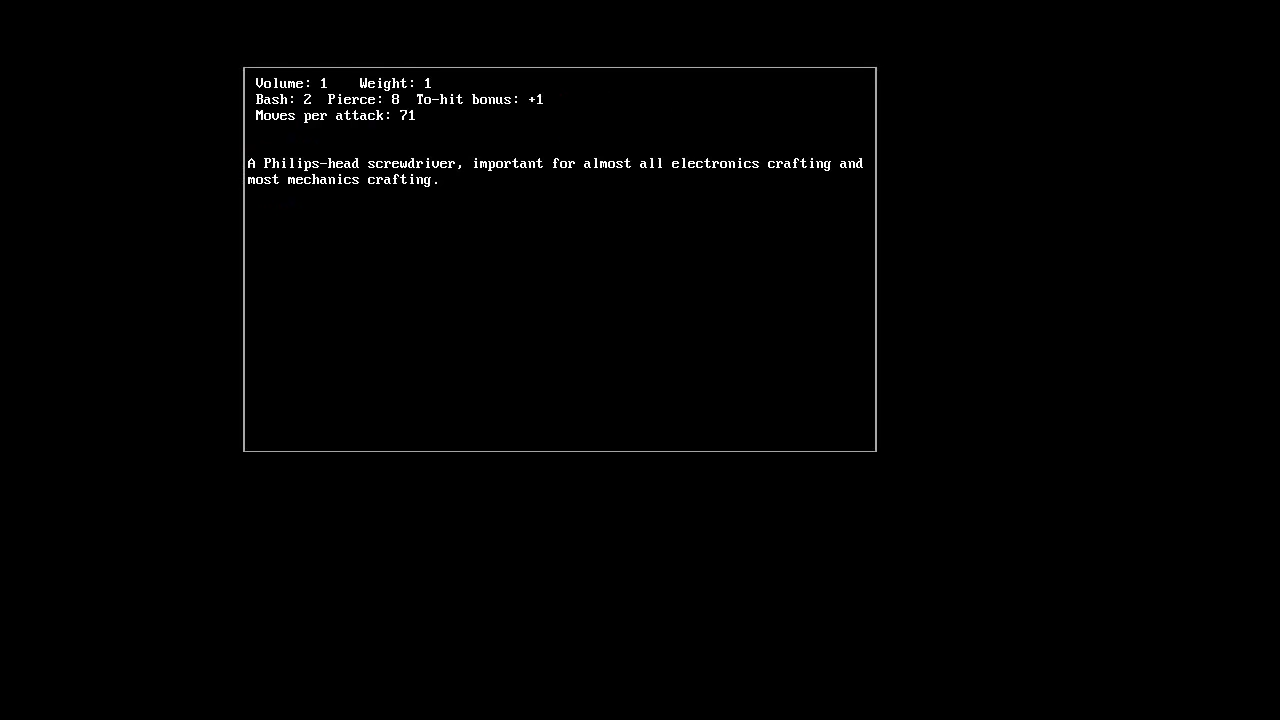 Volume: 1    Weight: 1
Bash: 2  Pierce: 8  To-hit bonus: +1
Moves per attack: 71
A Philips-head screwdriver, important for almost all electronics crafting and
most mechanics crafting.